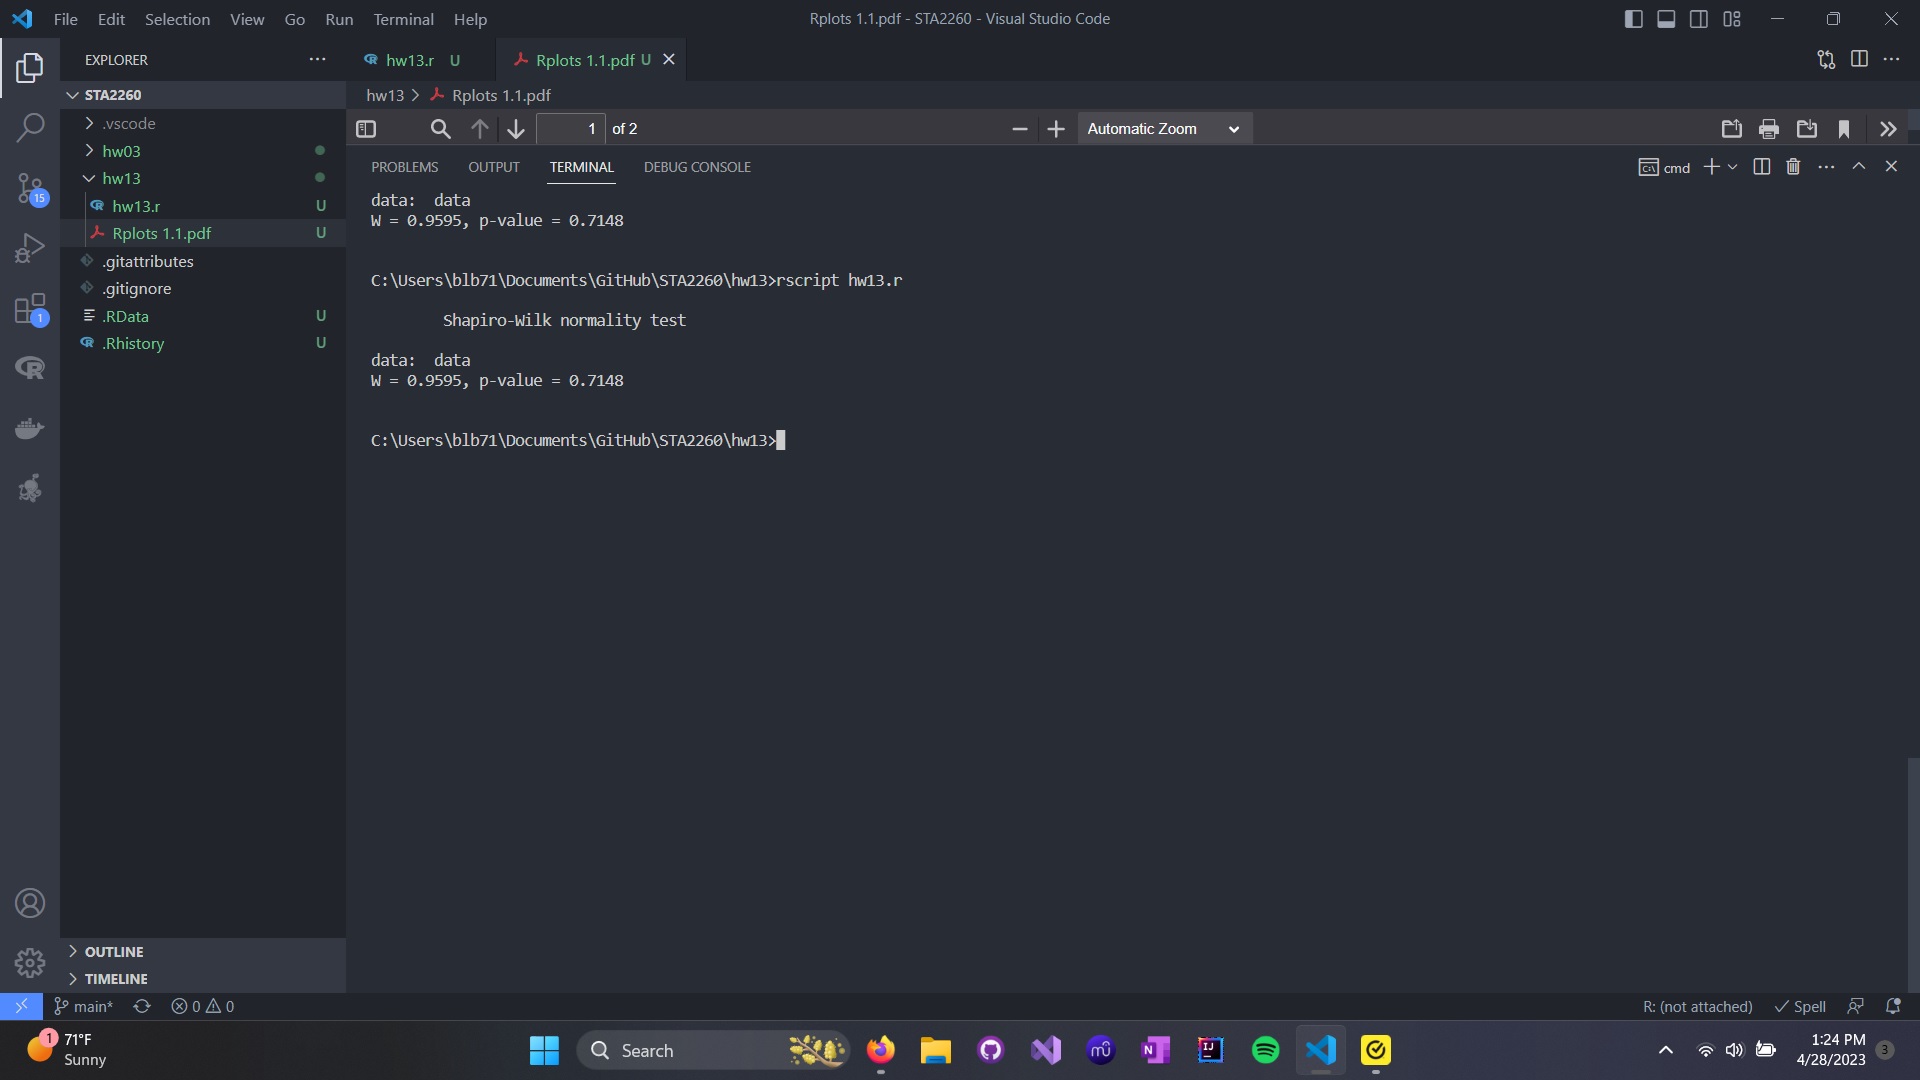 File Edit Selection View Go Run Terminal Help
Rplots 1.1.pdf - STA2260 - Visual Studio Code
EXPLORER
hw13.r U
Rplots 1.1.pdf U
STA2260
hw13 > Rplots 1.1.pdf
.vscode
hw03
hw13
hw13.r U
Rplots 1.1.pdf U
.gitattributes
.gitignore
.RData U
.Rhistory U
OUTLINE
TIMELINE
15
1
1 of 2
Automatic Zoom
PROBLEMS OUTPUT TERMINAL DEBUG CONSOLE
cmd
data:  data
W = 0.9595, p-value = 0.7148
C:\Users\blb71\Documents\GitHub\STA2260\hw13>rscript hw13.r
Shapiro-Wilk normality test
data:  data
W = 0.9595, p-value = 0.7148
C:\Users\blb71\Documents\GitHub\STA2260\hw13>
main* 0 0
R: (not attached) Spell
1
71°F
Sunny
Search
1:24 PM
4/28/2023
3